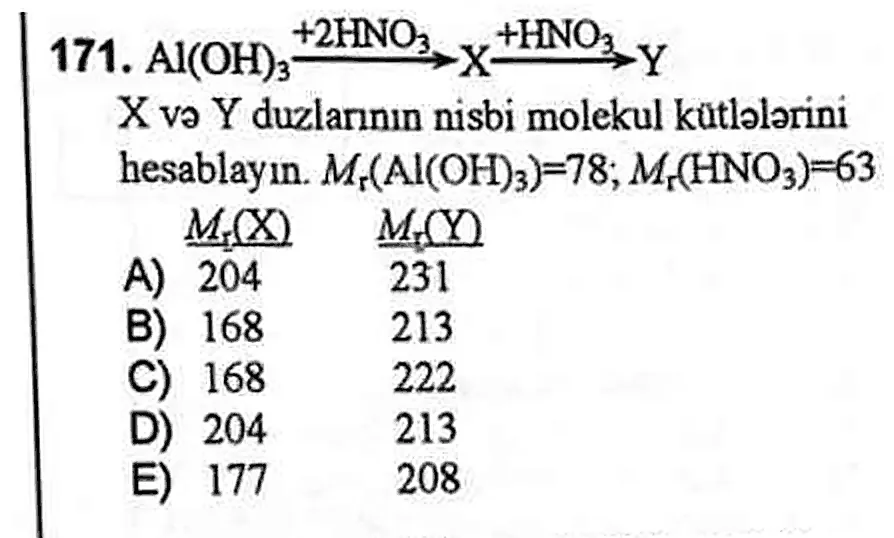 171. Al(OH)₃ +2HNO₃→ X +HNO₃→ Y
X və Y duzlarının nisbi molekul kütlələrini
hesablayın. Mᵣ(Al(OH)₃)=78; Mᵣ(HNO₃)=63
Mᵣ(X) Mᵣ(Y)
A) 204 231
B) 168 213
C) 168 222
D) 204 213
E) 177 208